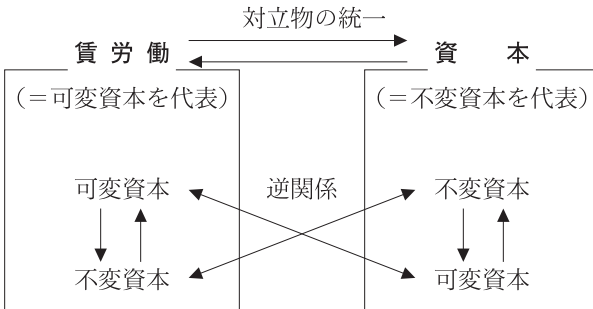 対立物の統一
賃労働 資本
(=可変資本を代表) (=不変資本を代表)
可変資本 逆関係 不変資本
不変資本 可変資本